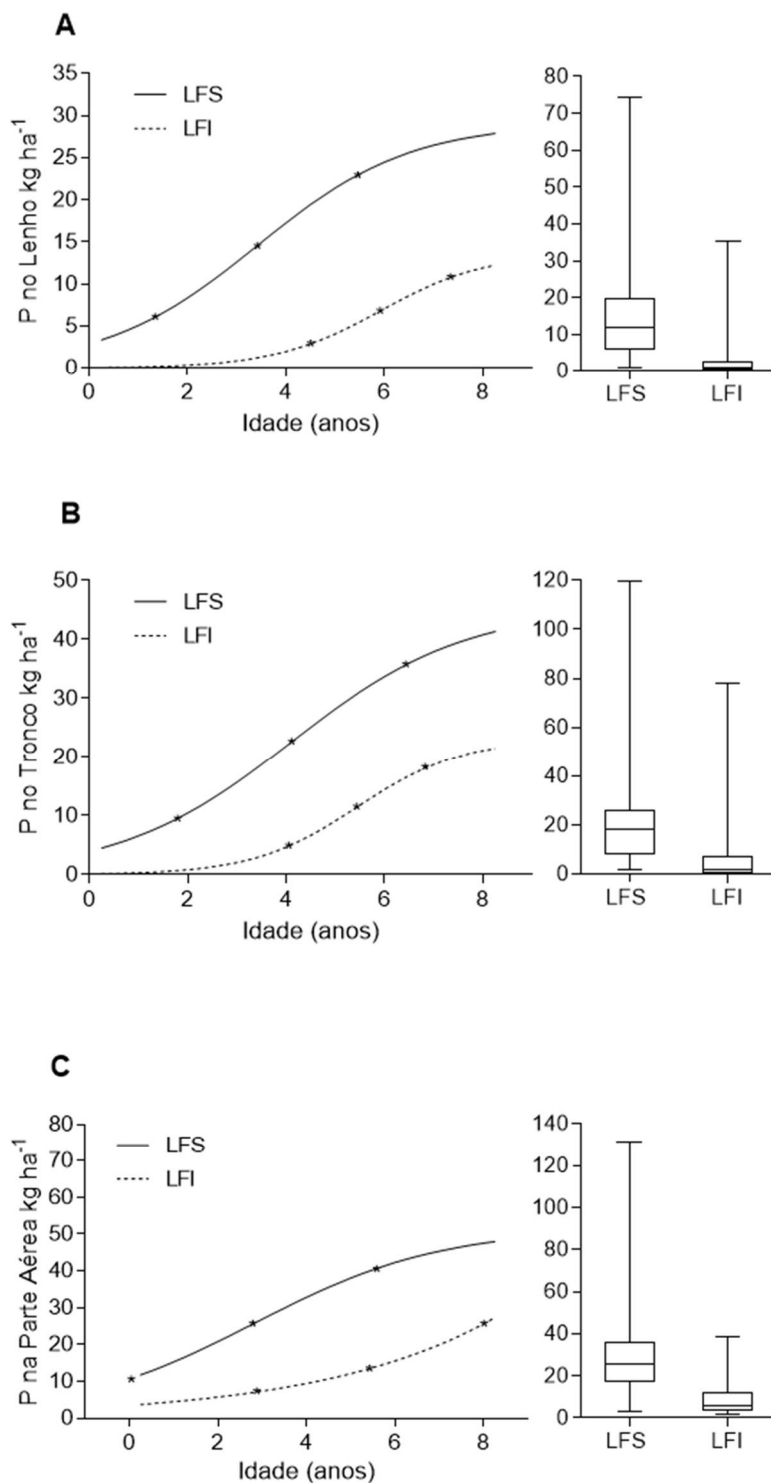 A
P no Lenho kg ha-1
35
30
25
20
15
10
5
0
LFS
LFI
0 2 4 6 8
Idade (anos)
80
70
60
50
40
30
20
10
0
LFS LFI
B
P no Tronco kg ha-1
50
40
30
20
10
0
LFS
LFI
0 2 4 6 8
Idade (anos)
120
100
80
60
40
20
0
LFS LFI
C
P na Parte Aérea kg ha-1
80
70
60
50
40
30
20
10
0
LFS
LFI
0 2 4 6 8
Idade (anos)
140
120
100
80
60
40
20
0
LFS LFI